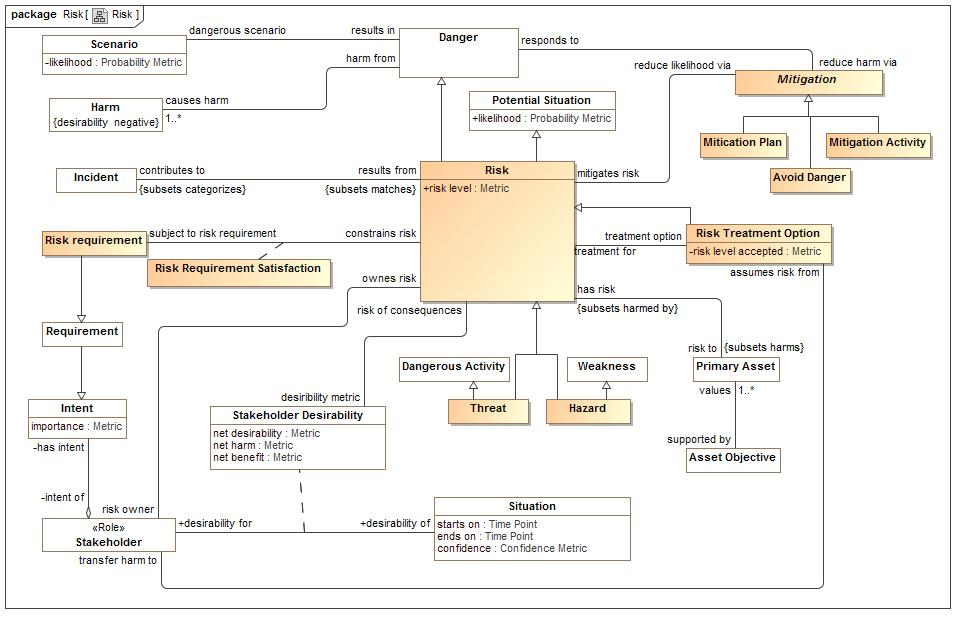 package Risk[ Risk ]
dangerous scenario
results in
Scenario
-likelihood : Probability Metric
Danger
responds to
harm from
reduce likelihood via
reduce harm via
Mitigation
Harm
{desirability negative}
causes harm
1..*
Potential Situation
+likelihood : Probability Metric
Mitication Plan
Mitigation Activity
Avoid Danger
Incident
contributes to
{subsets categorizes}
results from
{subsets matches}
Risk
+risk level : Metric
mitigates risk
Risk requirement
subject to risk requirement
constrains risk
Risk Requirement Satisfaction
treatment option
treatment for
Risk Treatment Option
-risk level accepted : Metric
assumes risk from
ownes risk
risk of consequences
has risk
{subsets harmed by}
Requirement
risk to
{subsets harms}
Primary Asset
values
1..*
Dangerous Activity
Weakness
Threat
Hazard
Intent
importance : Metric
-has intent
desiribility metric
Stakeholder Desirability
net desirability : Metric
net harm : Metric
net benefit : Metric
supported by
Asset Objective
-intent of
risk owner
«Role»
Stakeholder
+desirability for
+desirability of
Situation
starts on : Time Point
ends on : Time Point
confidence : Confidence Metric
transfer harm to